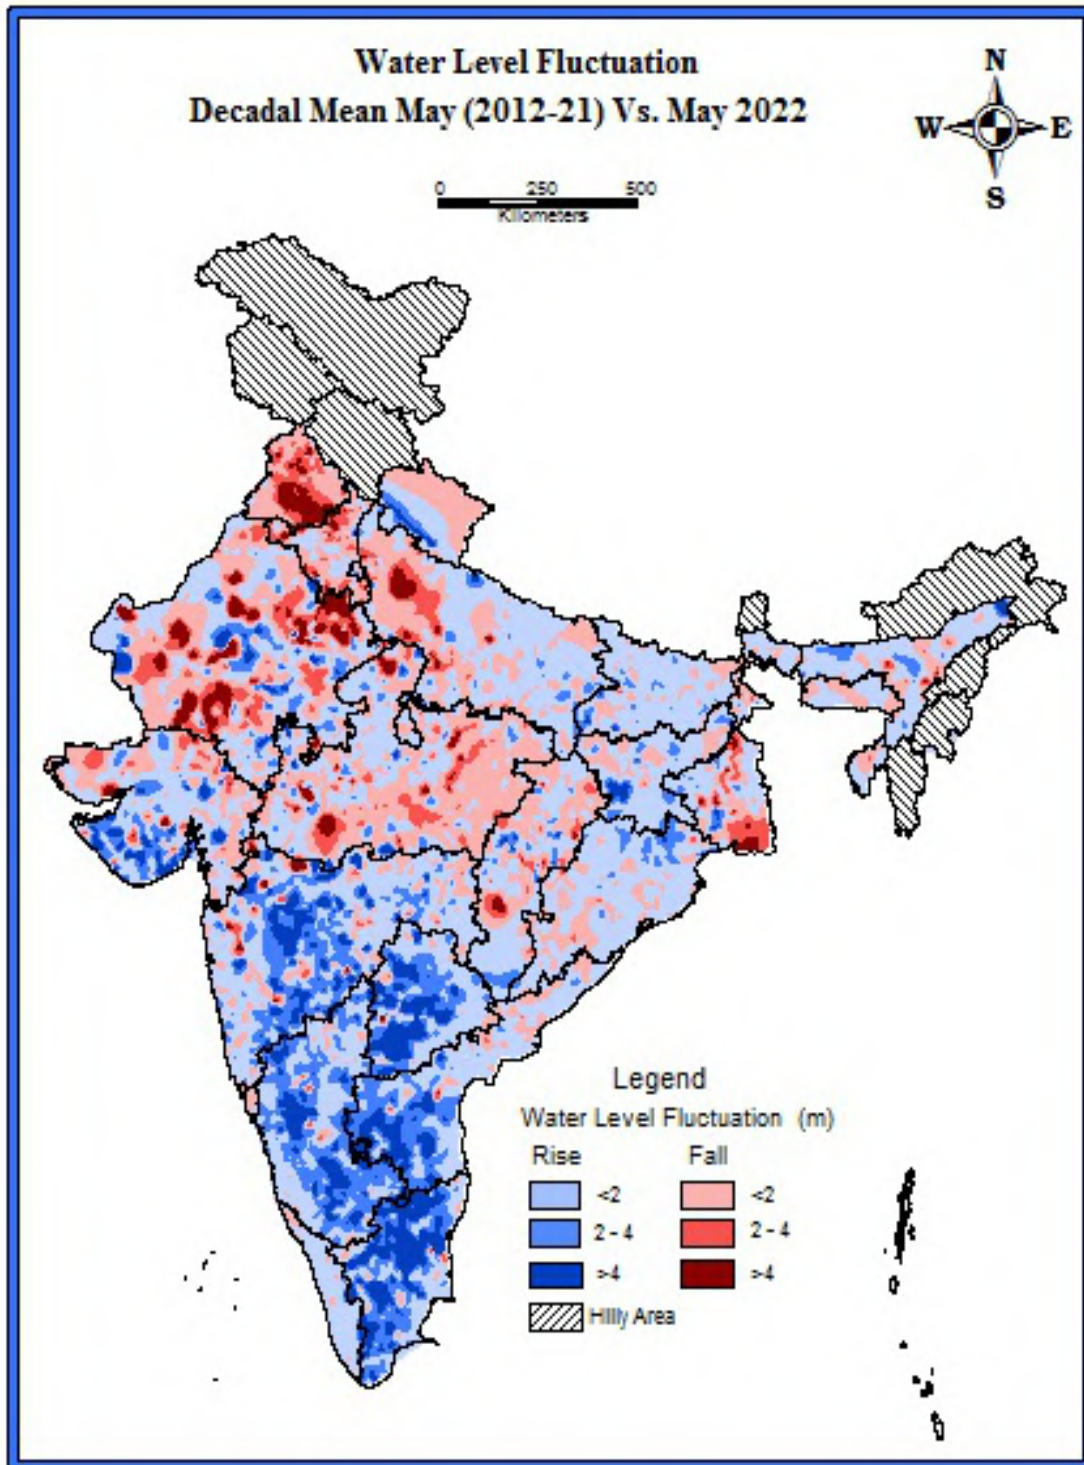 Water Level Fluctuation
Decadal Mean May (2012-21) Vs. May 2022
N
W E
S
0 250 500
Kilometers
Legend
Water Level Fluctuation (m)
Rise Fall
<2 <2
2 - 4 2 - 4
>4 >4
Hilly Area